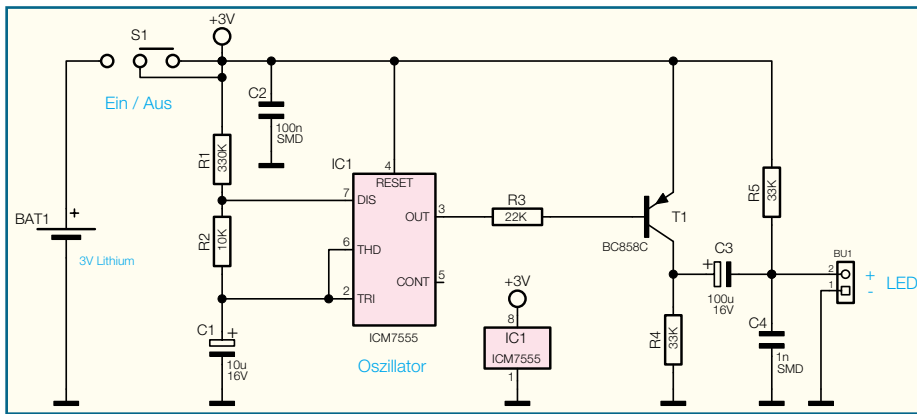 +3V
S1
Ein / Aus
C2
100n
SMD
R1
330K
IC1
4
RESET
7
DIS
3
OUT
R3
22K
T1
BC858C
R5
33K
BAT1
+
3V Lithium
R2
10K
6
THD
CONT
5
2
TRI
ICM7555
Oszillator
+3V
8
IC1
ICM7555
1
C3
+
100u
16V
BU1
2
1
+
-
LED
C1
+
10u
16V
R4
33K
C4
1n
SMD